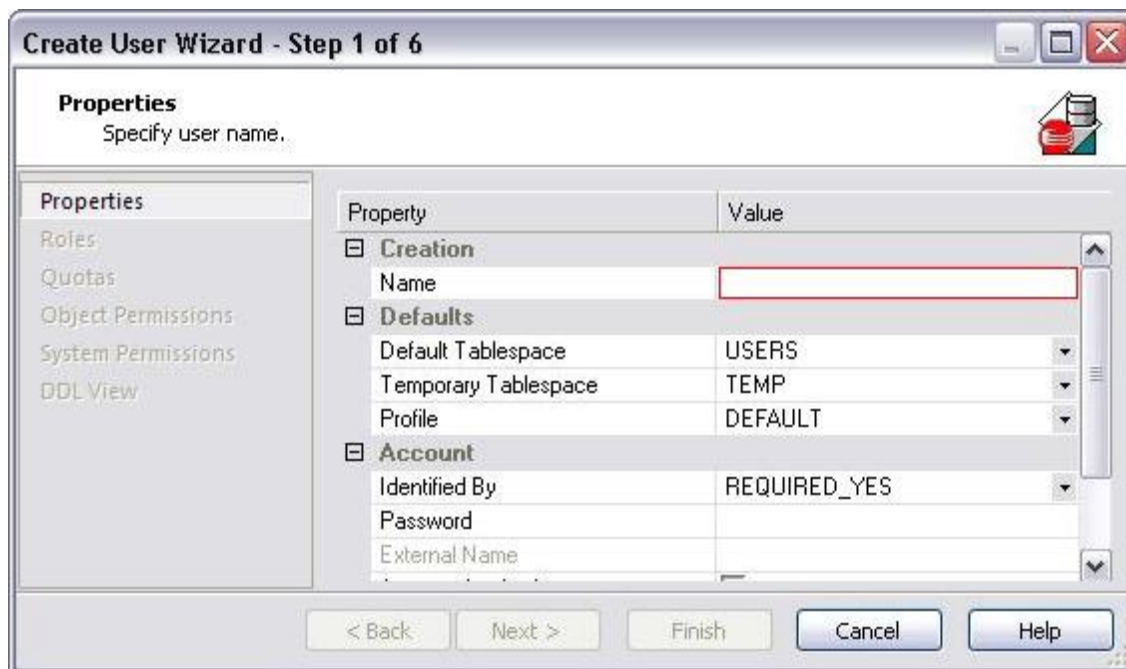 Create User Wizard - Step 1 of 6
Properties
Specify user name.
Properties
Roles
Quotas
Object Permissions
System Permissions
DDL View
Property Value
Creation
Name
Defaults
Default Tablespace USERS
Temporary Tablespace TEMP
Profile DEFAULT
Account
Identified By REQUIRED_YES
Password
External Name
< Back Next > Finish Cancel Help